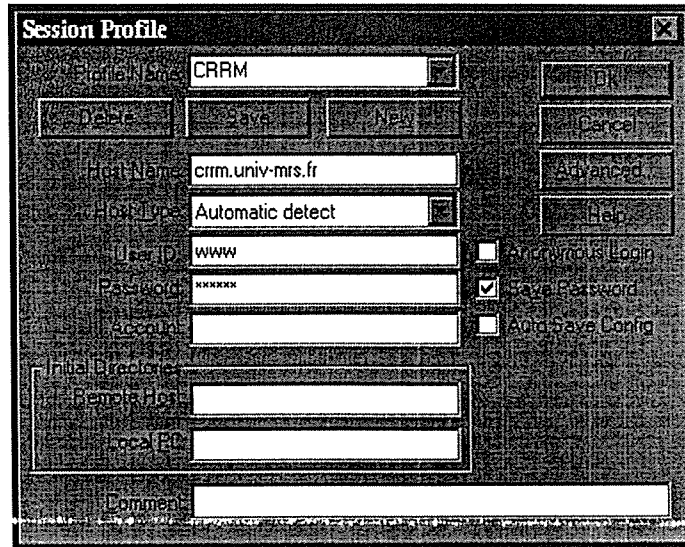 Session Profile
Profile Name CRRM
Ok
Delete Save New
Cancel
Host Name crrm.univ-mrs.fr
Advanced...
Host Type Automatic detect
Help
User ID www
Anonymous Login
Password ******
Save Password
Account
Auto Save Config
Initial Directories
Remote Host
Local PC
Comment